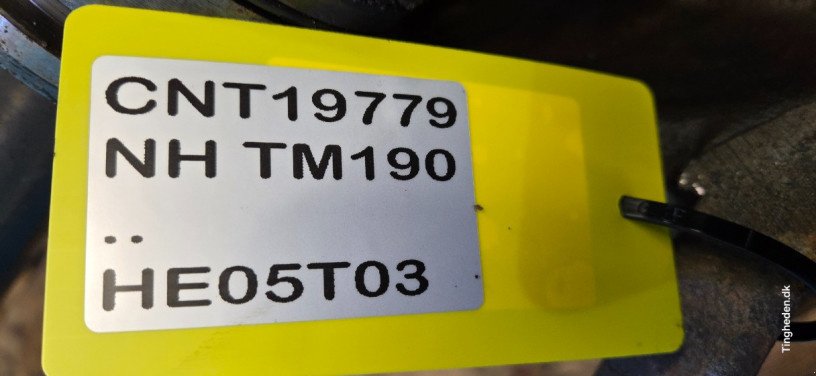 CNT19779
NH TM190
..
HE05T03
Tingheden.dk